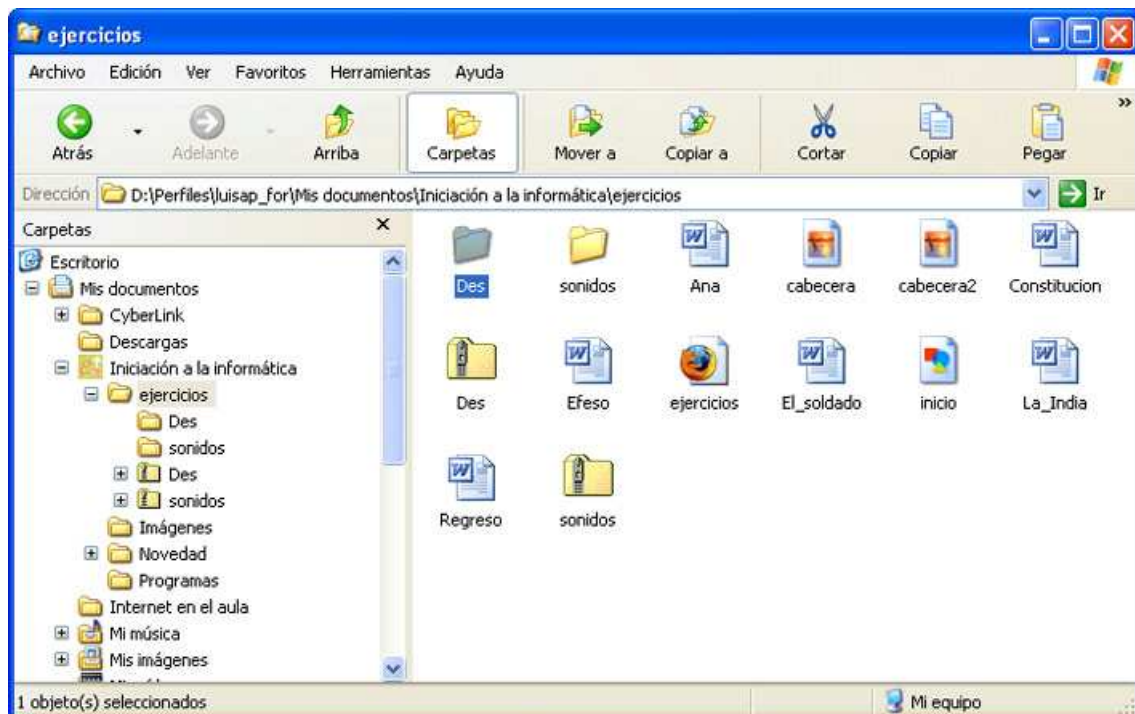 ejercicios
Archivo Edición Ver Favoritos Herramientas Ayuda
Atrás Adelante Arriba Carpetas Mover a Copiar a Cortar Copiar Pegar »
Dirección D:\Perfiles\luisap_for\Mis documentos\Iniciación a la informática\ejercicios Ir
Carpetas
Escritorio
Mis documentos
CyberLink
Descargas
Iniciación a la informática
ejercicios
Des
sonidos
Des
sonidos
Imágenes
Novedad
Programas
Internet en el aula
Mi música
Mis imágenes
Des sonidos Ana cabecera cabecera2 Constitucion
Des Efeso ejercicios El_soldado inicio La_India
Regreso sonidos
1 objeto(s) seleccionados Mi equipo